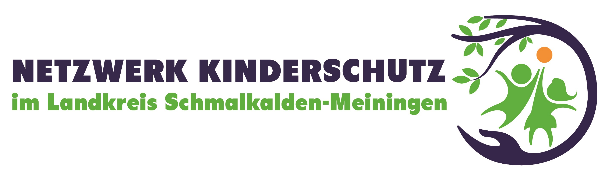 NETZWERK KINDERSCHUTZ
im Landkreis Schmalkalden-Meiningen